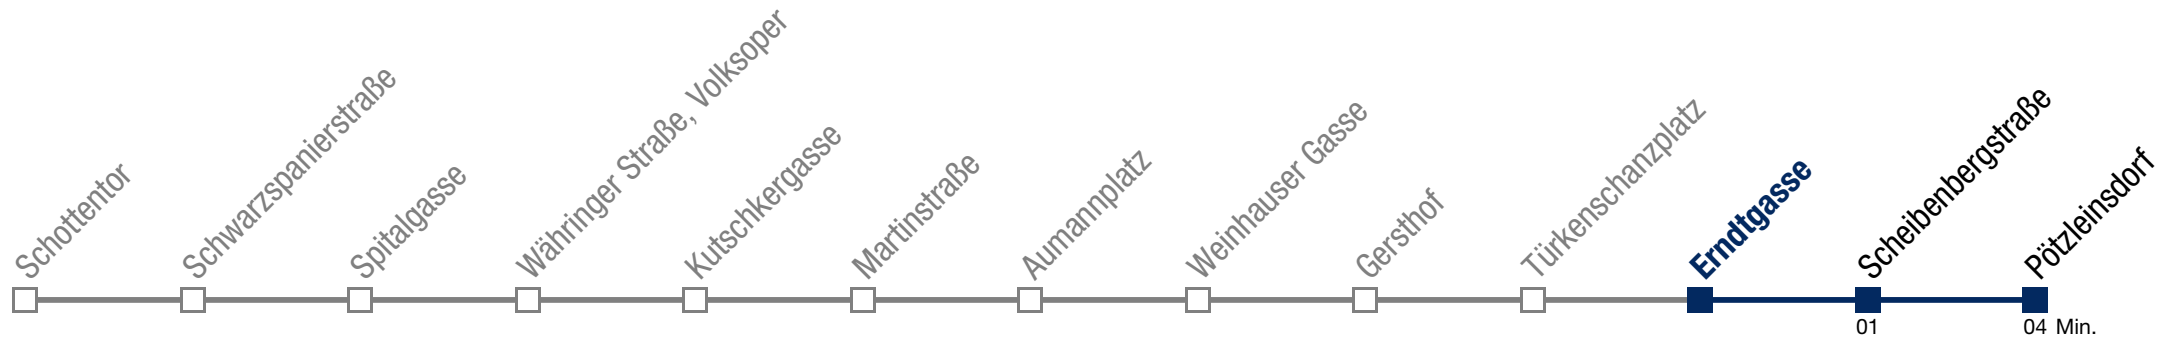 Schottentor
Schwarzspanierstraße
Spitalgasse
Währinger Straße, Volksoper
Kutschkergasse
Martinstraße
Aumannplatz
Weinhauser Gasse
Gersthof
Türkenschanzplatz
Erndtgasse
Scheibenbergstraße
Pötzleinsdorf
01
04 Min.